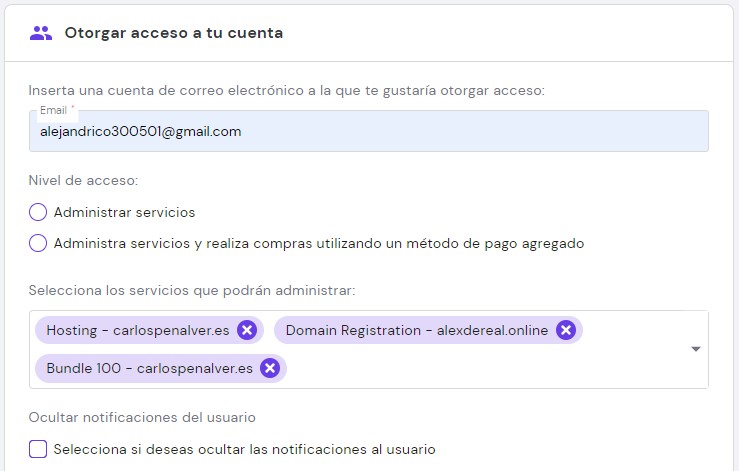 Otorgar acceso a tu cuenta
Inserta una cuenta de correo electrónico a la que te gustaría otorgar acceso:
Email *
alejandrico300501@gmail.com
Nivel de acceso:
Administrar servicios
Administra servicios y realiza compras utilizando un método de pago agregado
Selecciona los servicios que podrán administrar:
Hosting - carlospenalver.es
Domain Registration - alexdereal.online
Bundle 100 - carlospenalver.es
Ocultar notificaciones del usuario
Selecciona si deseas ocultar las notificaciones al usuario